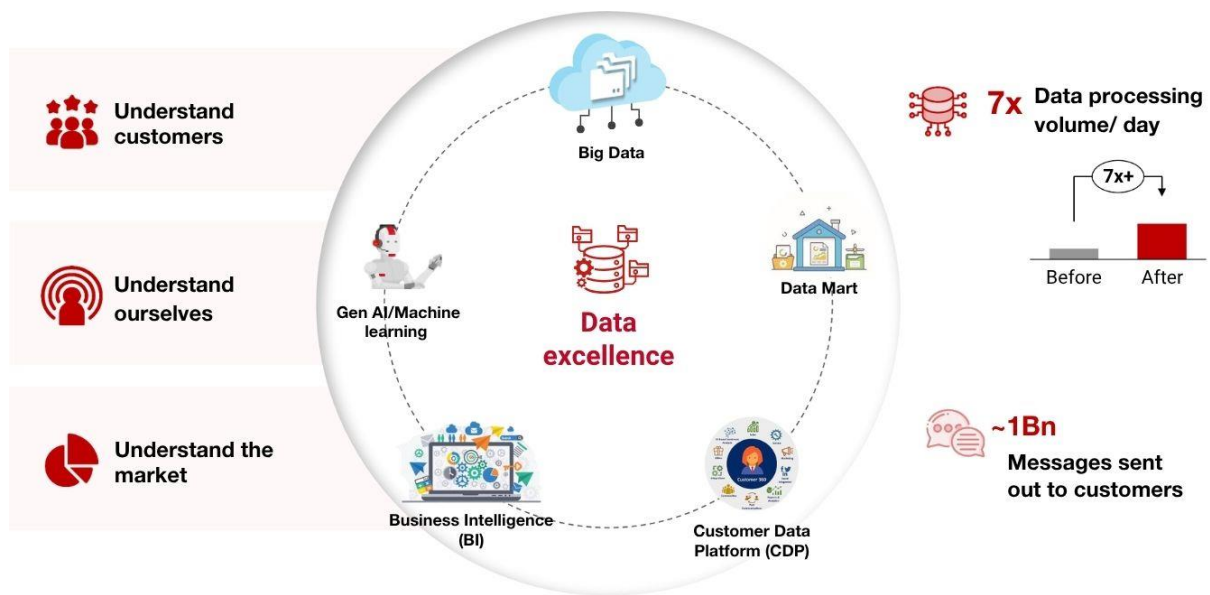 Understand
customers
Understand
ourselves
Understand the
market
Big Data
Data Mart
Customer Data
Platform (CDP)
Customer 360
Business Intelligence
(BI)
Gen AI/Machine
learning
Data
excellence
7x
Data processing
volume/ day
7x+
Before
After
~1Bn
Messages sent
out to customers